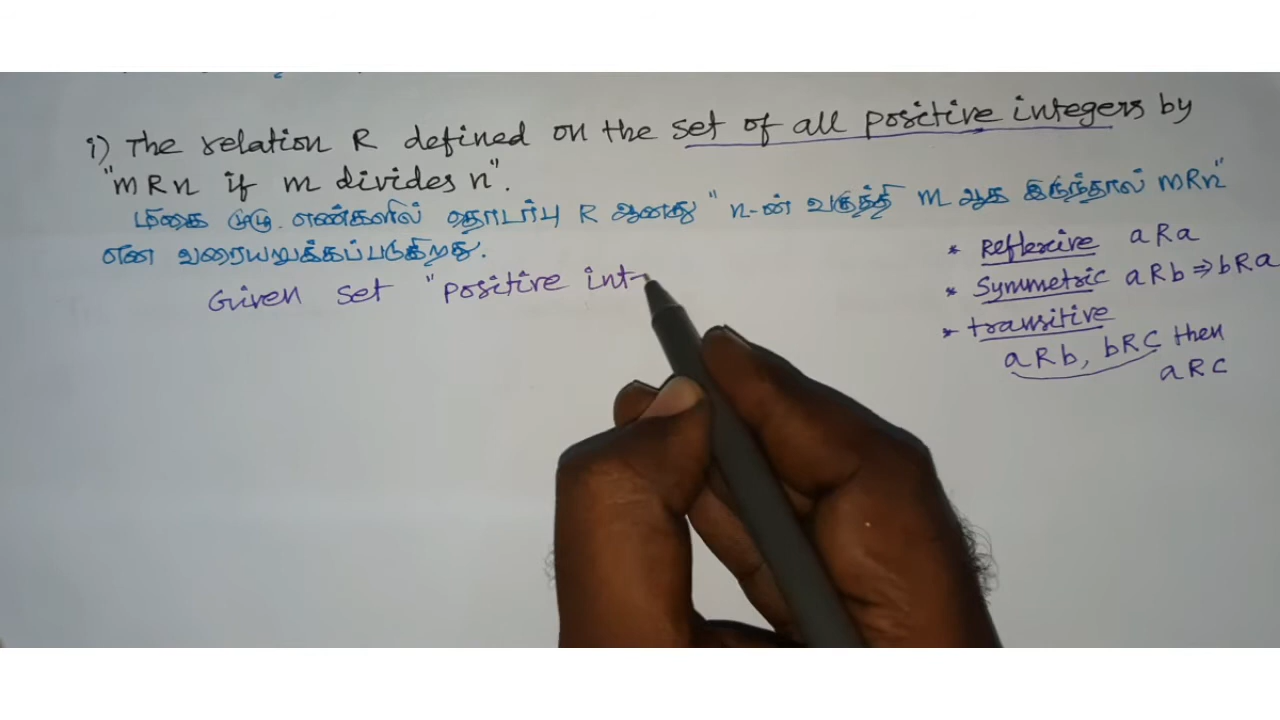 i) The relation R defined on the set of all positive integers by
"mRn if m divides n".
மிகை முழு எண்களில் தொடர்பு R ஆனது "n-ன் வகுத்தி m ஆக இருந்தால் mRn"
என வரையறுக்கப்படுகிறது.
Given set "positive int
* Reflexive aRa
* Symmetric aRb ⇒ bRa
* transitive
aRb, bRc then
aRc